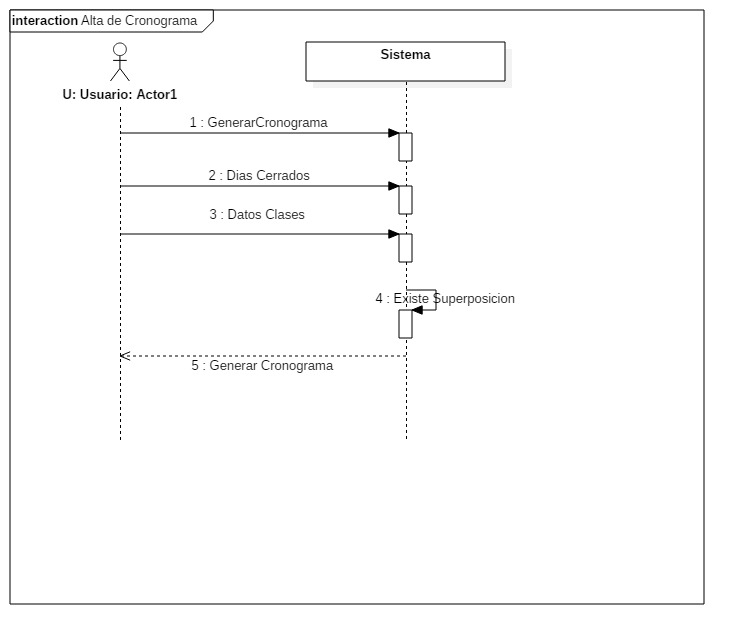 interaction Alta de Cronograma
Sistema
U: Usuario: Actor1
1 : GenerarCronograma
2 : Dias Cerrados
3 : Datos Clases
4 : Existe Superposicion
5 : Generar Cronograma